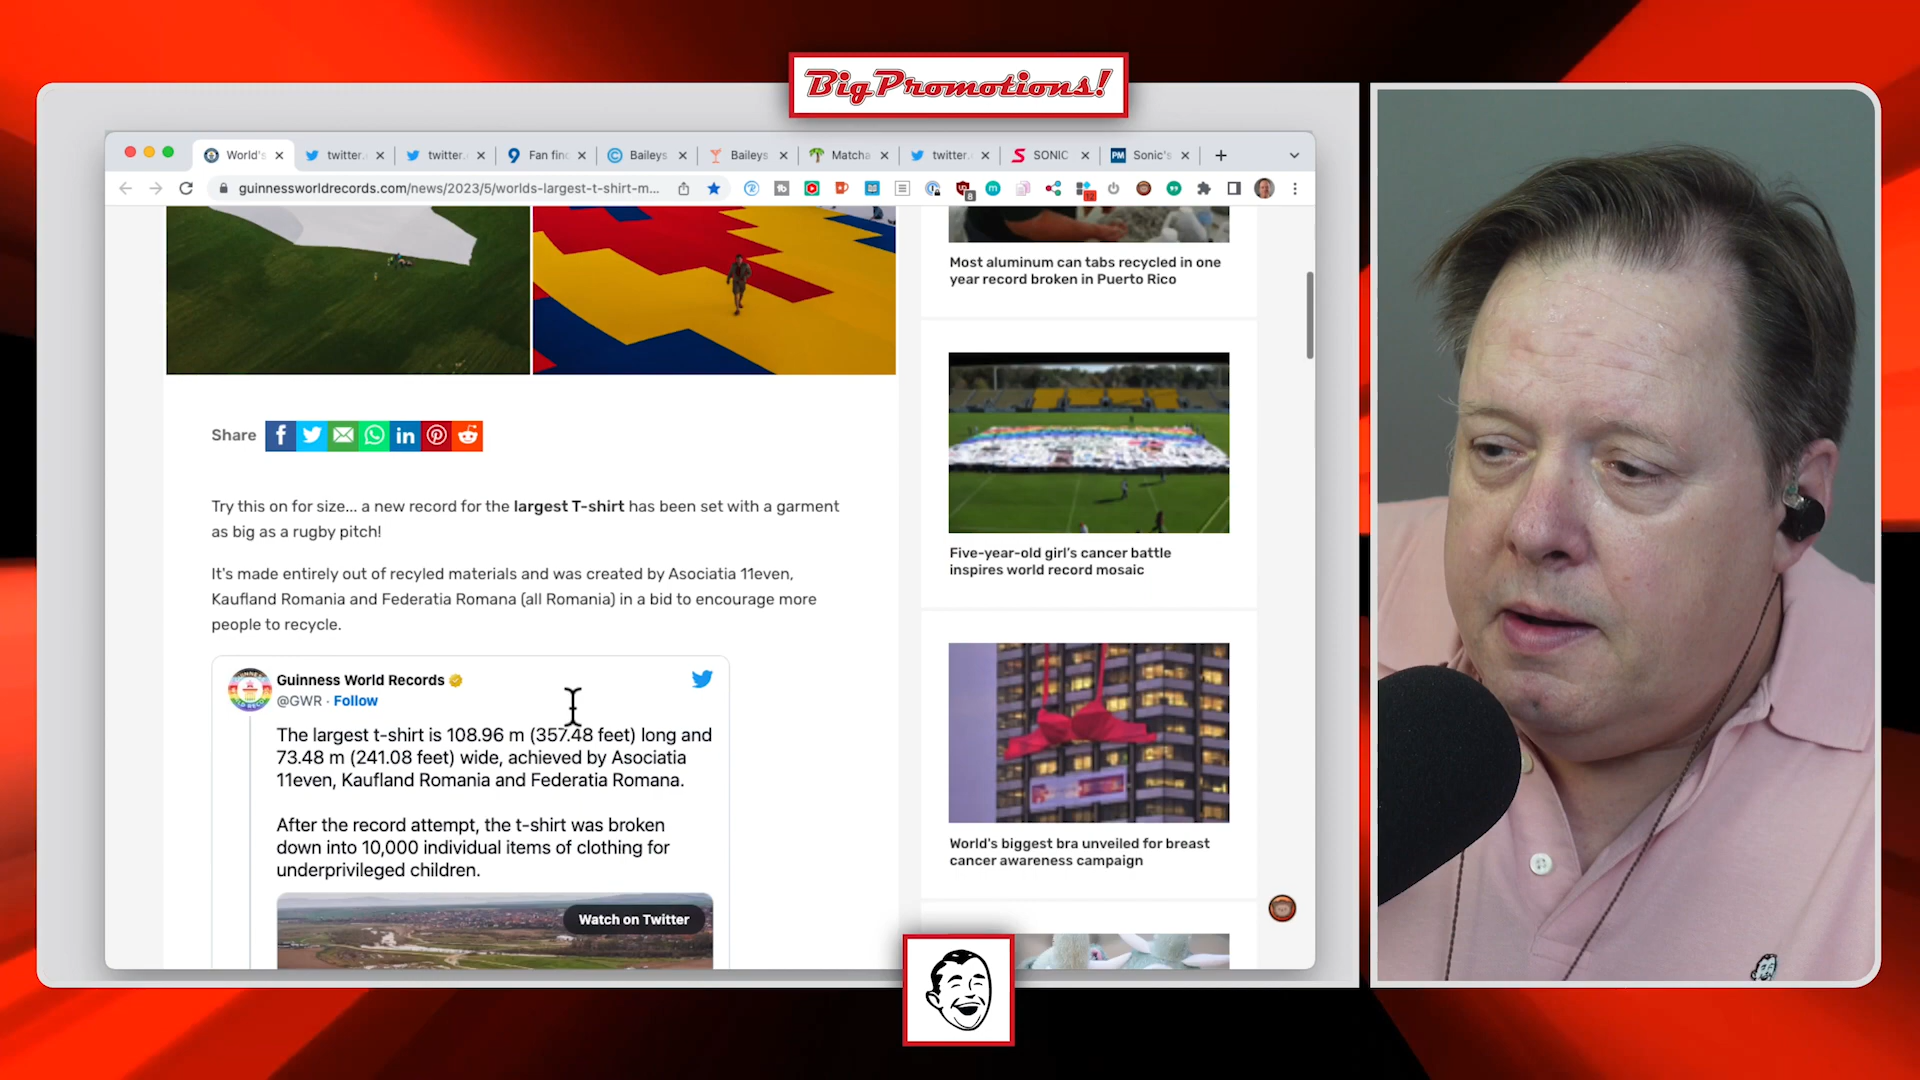 BigPromotions!
World's
twitter.
twitter.
Fan finc
Baileys
Baileys
Matcha
twitter.
SONIC
PM Sonic's
guinnessworldrecords.com/news/2023/5/worlds-largest-t-shirt-m...
Share
Try this on for size... a new record for the largest T-shirt has been set with a garment
as big as a rugby pitch!
It's made entirely out of recyled materials and was created by Asociatia 11even,
Kaufland Romania and Federatia Romana (all Romania) in a bid to encourage more
people to recycle.
Guinness World Records
@GWR · Follow
The largest t-shirt is 108.96 m (357.48 feet) long and
73.48 m (241.08 feet) wide, achieved by Asociatia
11even, Kaufland Romania and Federatia Romana.
After the record attempt, the t-shirt was broken
down into 10,000 individual items of clothing for
underprivileged children.
Watch on Twitter
Most aluminum can tabs recycled in one
year record broken in Puerto Rico
Five-year-old girl's cancer battle
inspires world record mosaic
World's biggest bra unveiled for breast
cancer awareness campaign